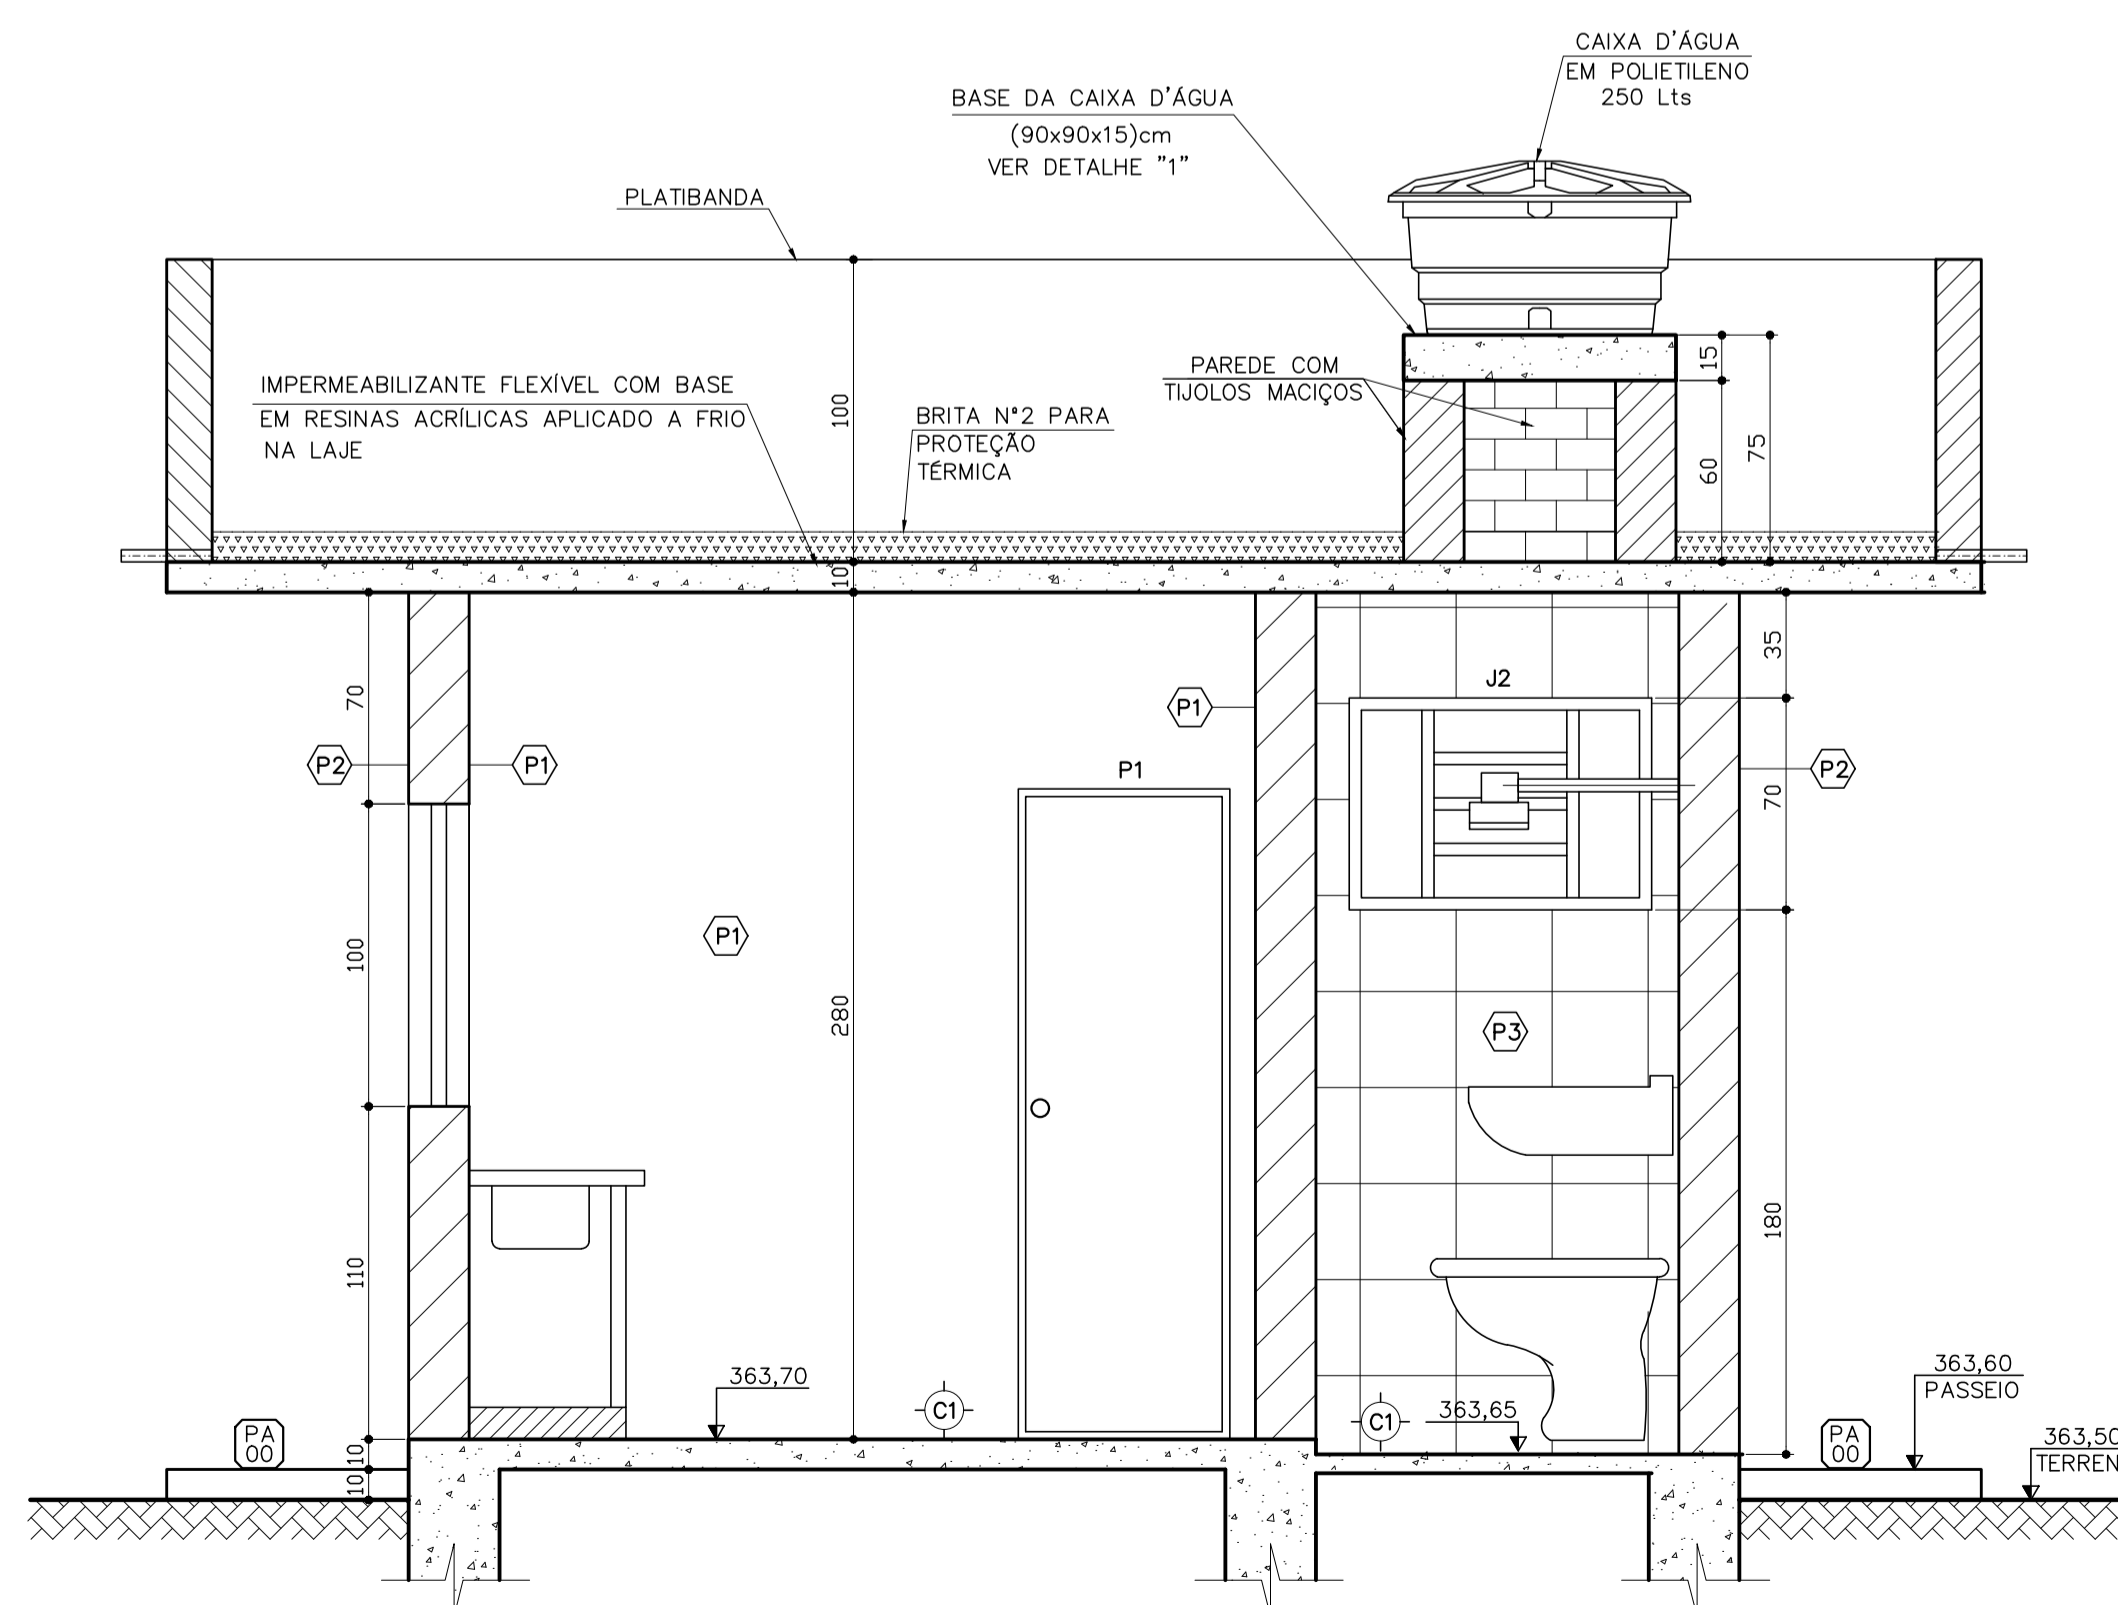 CAIXA D'ÁGUA
EM POLIETILENO
250 Lts
BASE DA CAIXA D'ÁGUA
(90x90x15)cm
VER DETALHE "1"
PLATIBANDA
IMPERMEABILIZANTE FLEXÍVEL COM BASE
EM RESINAS ACRÍLICAS APLICADO A FRIO
NA LAJE
100
BRITA Nº2 PARA
PROTEÇÃO
TÉRMICA
PAREDE COM
TIJOLOS MACIÇOS
15
60
75
10
70
35
J2
P1
P2
P1
P1
P2
70
P1
100
280
P3
110
180
363,70
C1
C1
363,65
363,60
PASSEIO
PA
00
PA
00
363,50
TERREN
10
10